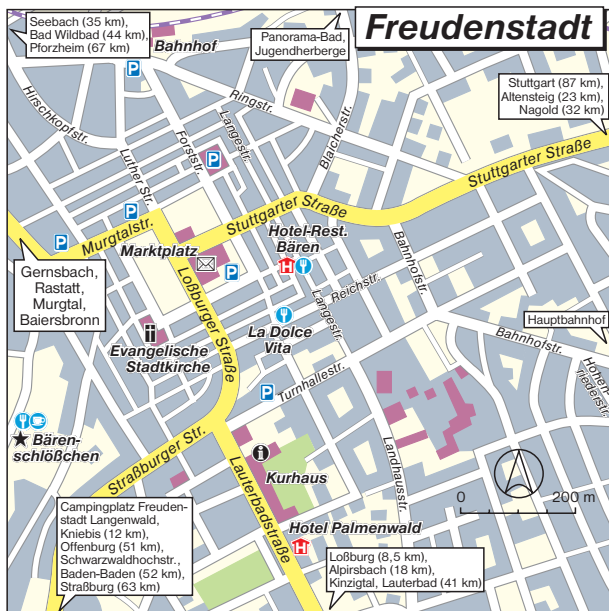 Freudenstadt
Seebach (35 km),
Bad Wildbad (44 km),
Pforzheim (67 km)
Bahnhof
Panorama-Bad,
Jugendherberge
Stuttgart (87 km),
Altensteig (23 km),
Nagold (32 km)
P
Ringstr.
Hirschkopfstr.
Luther Str.
Forststr.
Langestr.
Blaicherstr.
P
Stuttgarter Straße
Stuttgarter Straße
P
P
Murgtalstr.
Marktplatz
P
Hotel-Rest.
Bären
H
Bahnhofstr.
Gernsbach,
Rastatt,
Murgtal,
Baiersbronn
Loßburger Straße
Reichstr.
Langestr.
La Dolce
Vita
Hauptbahnhof
Bahnhofstr.
Evangelische
Stadtkirche
Turnhallestr.
P
Hohenriederstr.
Bären-
schlößchen
Straßburger Str.
i
Kurhaus
Landhausstr.
Lauterbadstraße
0 200 m
Hotel Palmenwald
H
Campingplatz Freuden-
stadt Langenwald,
Kniebis (12 km),
Offenburg (51 km),
Schwarzwaldhochstr.,
Baden-Baden (52 km),
Straßburg (63 km)
Loßburg (8,5 km),
Alpirsbach (18 km),
Kinzigtal, Lauterbad (41 km)